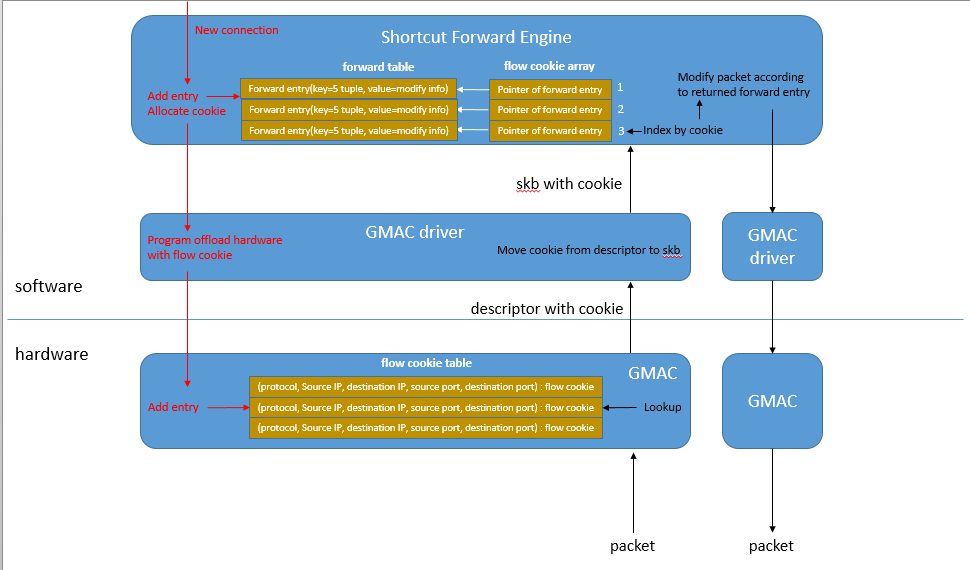 New connection
Shortcut Forward Engine
forward table
flow cookie array
Add entry
Allocate cookie
Forward entry(key=5 tuple, value=modify info)
Forward entry(key=5 tuple, value=modify info)
Forward entry(key=5 tuple, value=modify info)
Pointer of forward entry
1
Pointer of forward entry
2
Pointer of forward entry
3
Index by cookie
Modify packet according
to returned forward entry
skb with cookie
Program offload hardware
with flow cookie
GMAC driver
Move cookie from descriptor to skb
GMAC
driver
software
descriptor with cookie
hardware
flow cookie table
GMAC
Add entry
(protocol, Source IP, destination IP, source port, destination port) : flow cookie
(protocol, Source IP, destination IP, source port, destination port) : flow cookie
(protocol, Source IP, destination IP, source port, destination port) : flow cookie
Lookup
GMAC
packet
packet